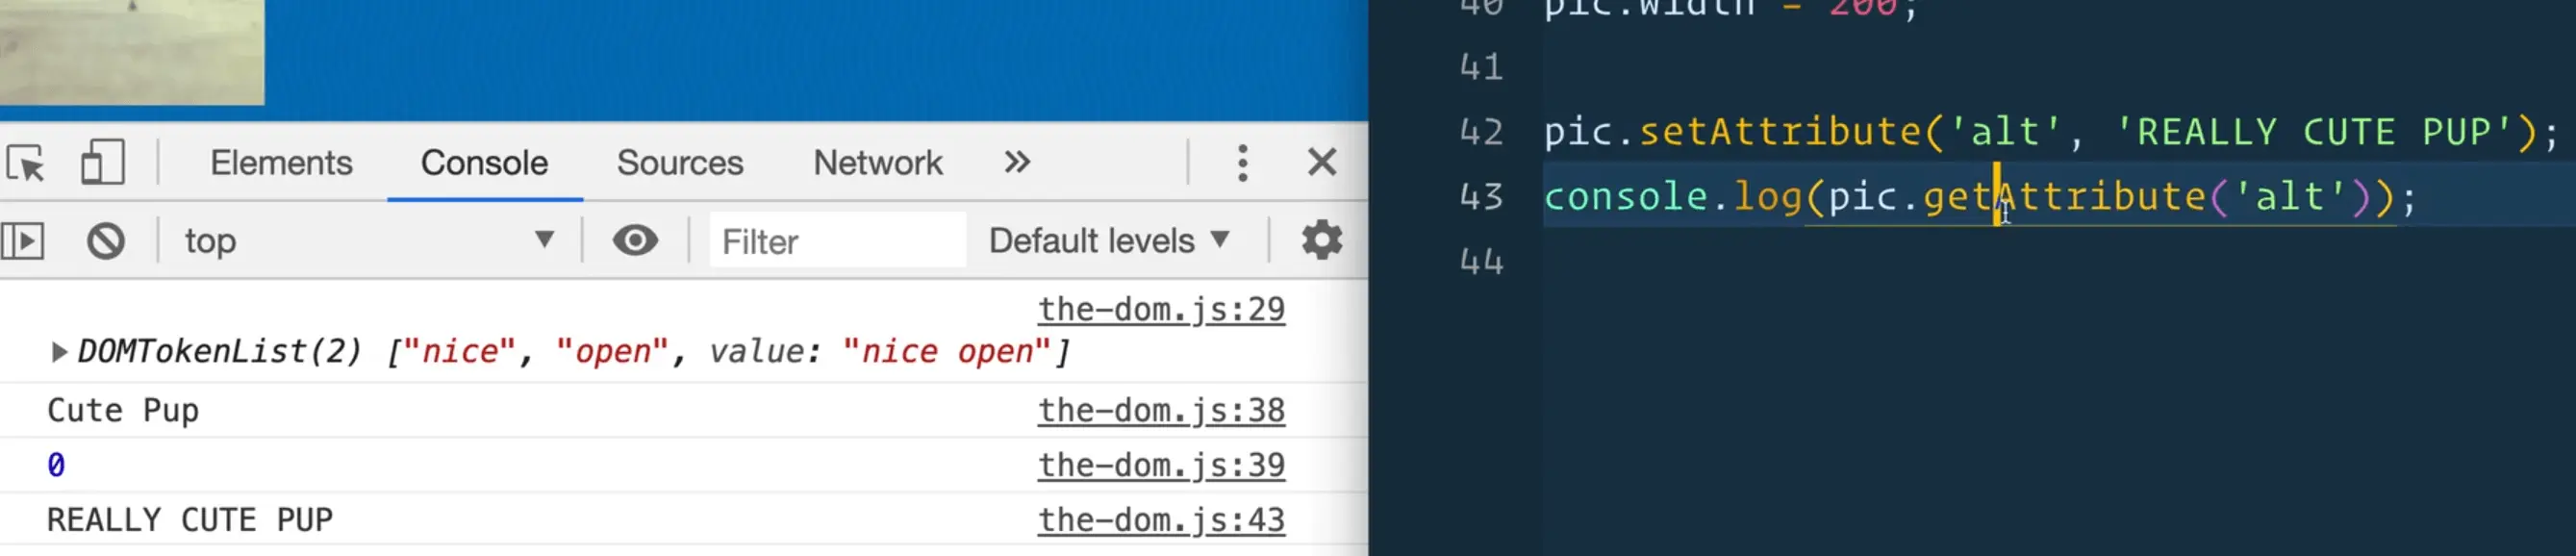 Elements Console Sources Network »
top Filter Default levels
the-dom.js:29
DOMTokenList(2) ["nice", "open", value: "nice open"]
Cute Pup the-dom.js:38
0 the-dom.js:39
REALLY CUTE PUP the-dom.js:43
40 pic.width = 200;
41
42 pic.setAttribute('alt', 'REALLY CUTE PUP');
43 console.log(pic.getAttribute('alt'));
44